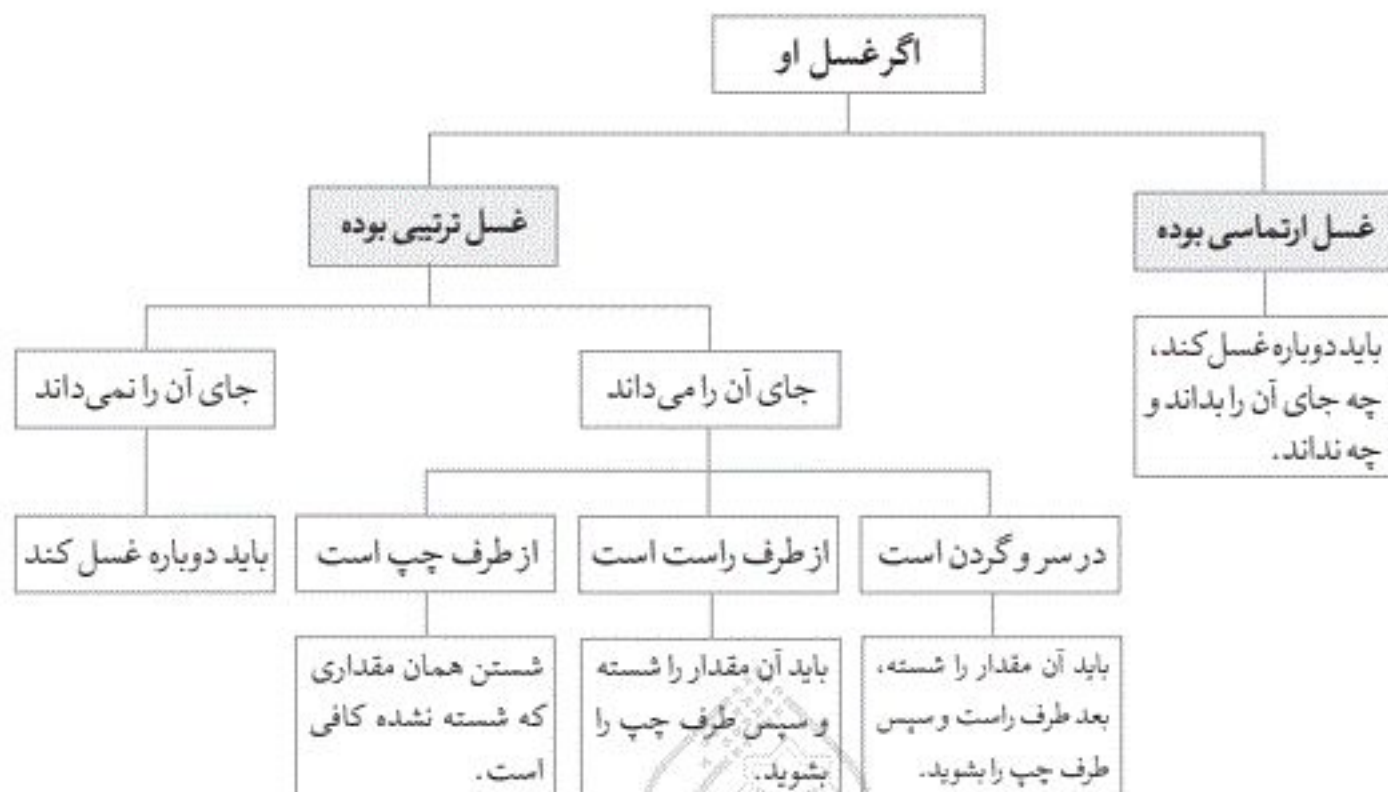 اگر غسل او
غسل ارتماسی بوده
غسل ترتیبی بوده
باید دوباره غسل کند،
چه جای آن را بداند و
چه نداند.
جای آن را می‌داند
جای آن را نمی‌داند
در سر و گردن است
از طرف راست است
از طرف چپ است
باید دوباره غسل کند
باید آن مقدار را شسته،
بعد طرف راست و سپس
طرف چپ را بشوید.
باید آن مقدار را شسته
و سپس طرف چپ را
بشوید.
شستن همان مقداری
که شسته نشده کافی
است.